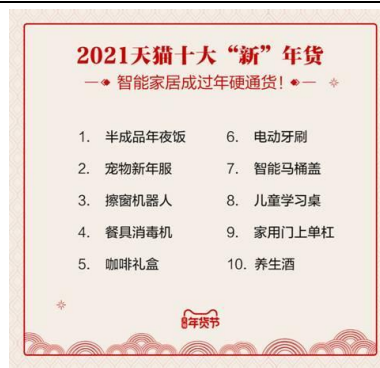 2021天猫十大“新”年货
智能家居成过年硬通货！
1. 半成品年夜饭
2. 宠物新年服
3. 擦窗机器人
4. 餐具消毒机
5. 咖啡礼盒
6. 电动牙刷
7. 智能马桶盖
8. 儿童学习桌
9. 家用门上单杠
10. 养生酒
年货节